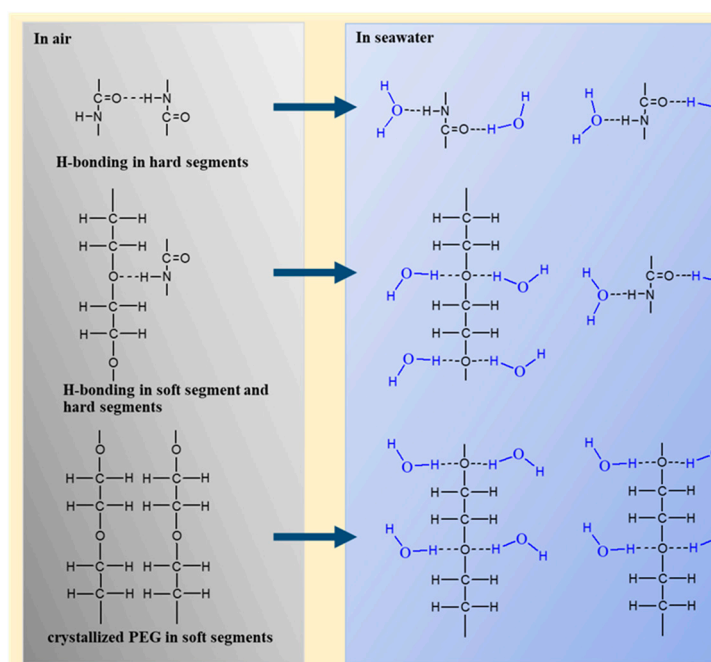 In air
C=O---H-N
H-N C=O
H-bonding in hard segments
H-C-H
H-C-H
C=O
O---H-N
H-C-H
H-C-H
O
H-bonding in soft segment and
hard segments
O O
H-C-H H-C-H
H-C-H H-C-H
O O
H-C-H H-C-H
H-C-H H-C-H
crystallized PEG in soft segments
In seawater
H H H
O---H-N C=O---H
H C=O---H-O H O---H-N
H
H-C-H
H-C-H
O-H---O---H-O H C=O---H
H O---H-N
H-C-H H
H-C-H
O-H---O---H-O
H H
O-H---O---H-O O-H---O---H
H H H
H-C-H H-C-H
H-C-H H-C-H
O-H---O---H-O O-H---O---H
H H H
H-C-H H-C-H
H-C-H H-C-H